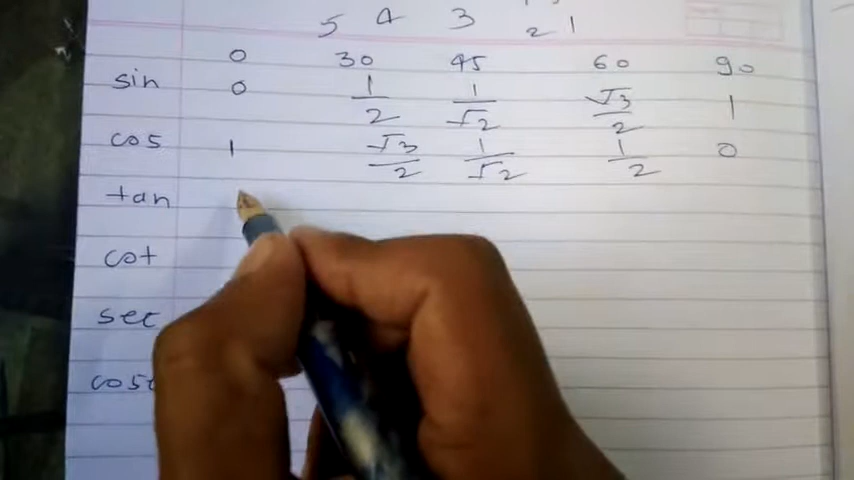 5 4 3 2 1
0 30 45 60 90
sin 0 1/2 1/√2 √3/2 1
cos 1 √3/2 1/√2 1/2 0
tan
cot
sec
cose